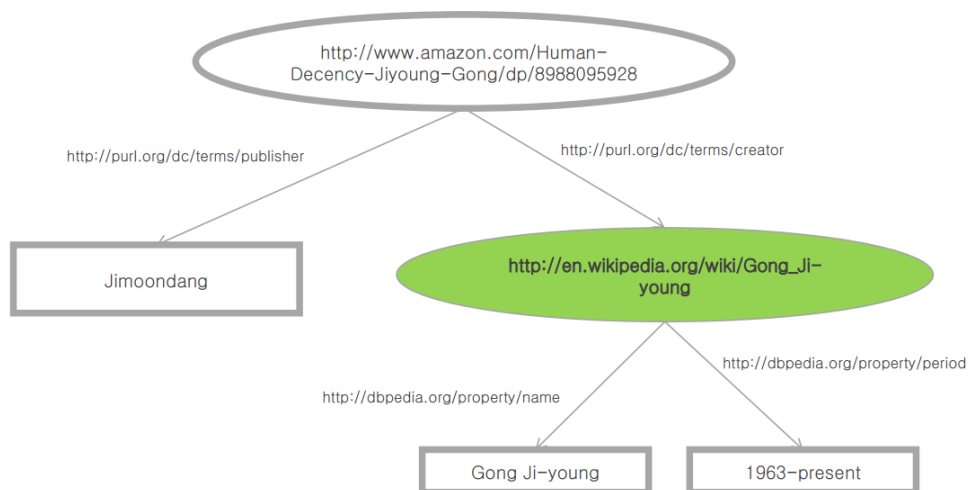 http://www.amazon.com/Human-
Decency-Jiyoung-Gong/dp/8988095928
http://purl.org/dc/terms/publisher
http://purl.org/dc/terms/creator
Jimoondang
http://en.wikipedia.org/wiki/Gong_Ji-
young
http://dbpedia.org/property/period
http://dbpedia.org/property/name
Gong Ji-young
1963-present